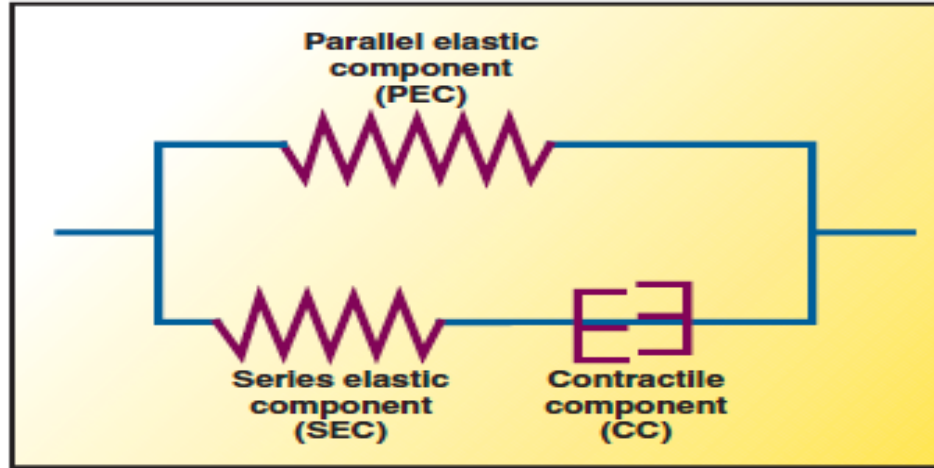 Parallel elastic
component
(PEC)
Series elastic
component
(SEC)
Contractile
component
(CC)